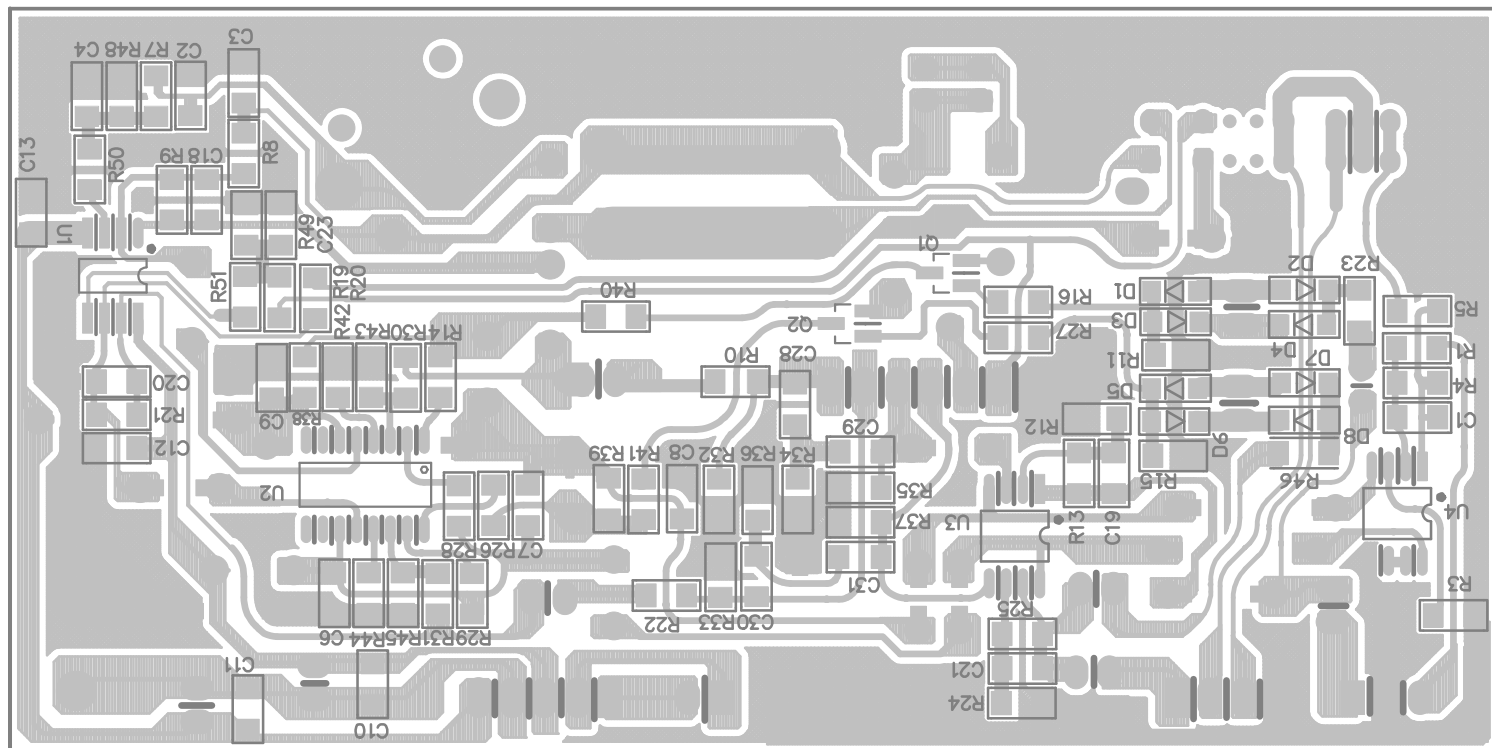 C4 R48 R7 C2
C3
C13
R50
R9 C18
R8
U1
R49
C23
R51
R19
R20
R42
R43
R30
R14
R40
Q1
Q2
R16
R27
D1
D2
R23
D3
D4
R5
R11
D7
R1
D5
R4
R12
D6
D8
C1
R15
R46
C20
R21
C12
C9
R38
R10
C28
R39
R41
C8
R32
R36
R34
C29
R35
R37
U2
U3
U4
R13
C19
R28
R26
R26
C7
C31
C6
R44
R45
R31
R29
R22
R33
C30
R25
R3
C11
C10
C21
R24